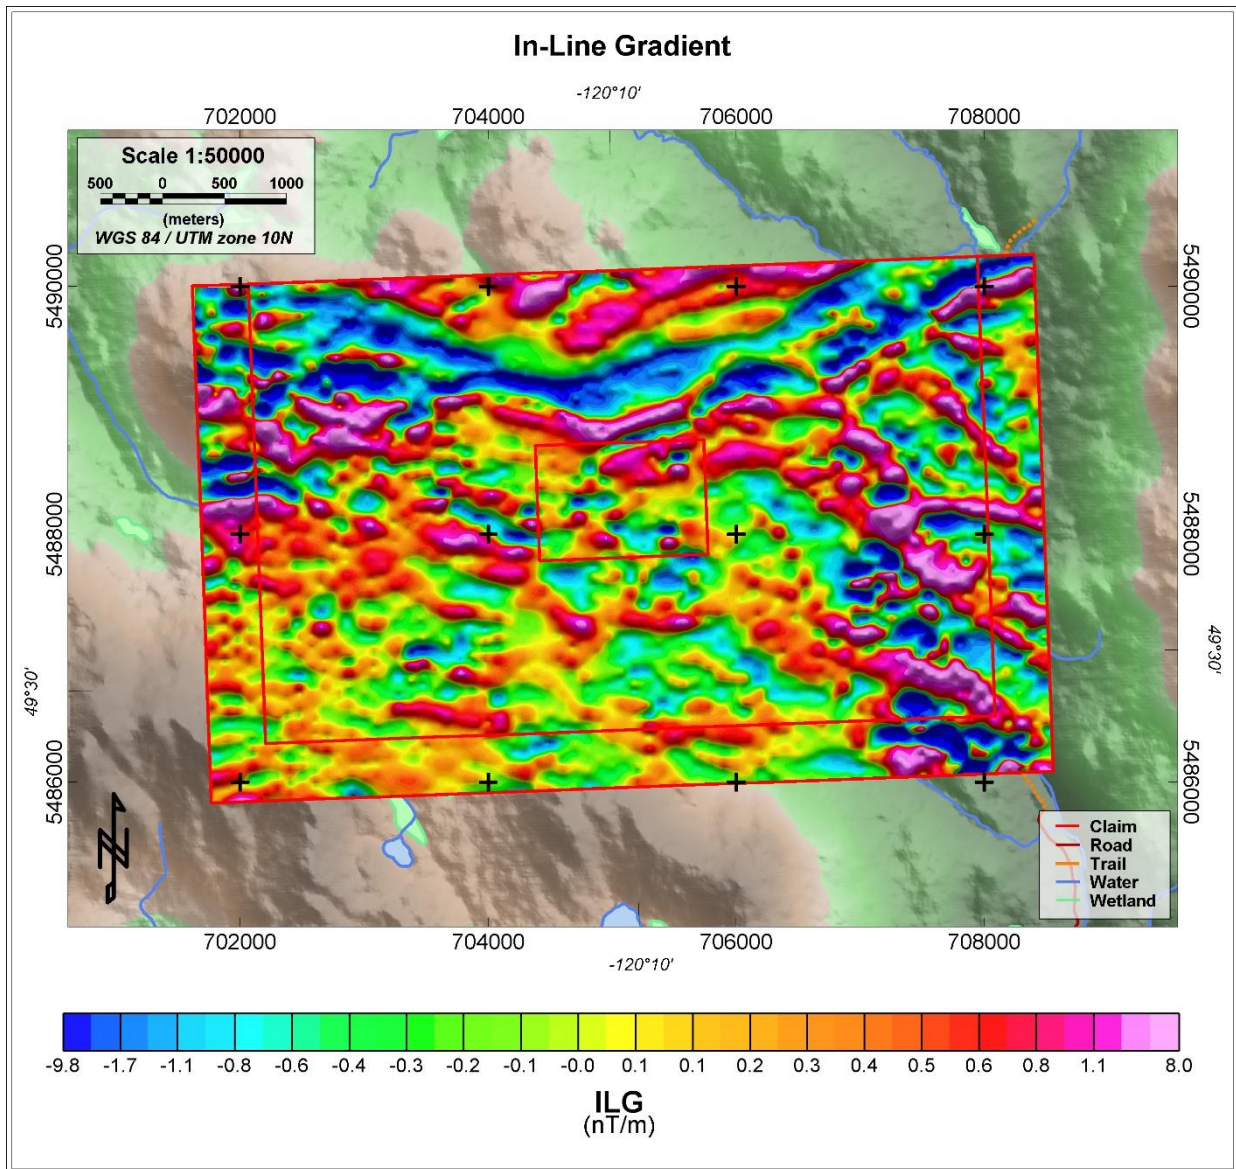 In-Line Gradient
-120°10'
702000 704000 706000 708000
Scale 1:50000
500 0 500 1000
(meters)
WGS 84 / UTM zone 10N
5490000 5490000
5488000 5488000
49°30' 49°30'
5486000 5486000
Claim
Road
Trail
Water
Wetland
702000 704000 706000 708000
-120°10'
-9.8 -1.7 -1.1 -0.8 -0.6 -0.4 -0.3 -0.2 -0.1 -0.0 0.1 0.1 0.2 0.3 0.4 0.5 0.6 0.8 1.1 8.0
ILG
(nT/m)